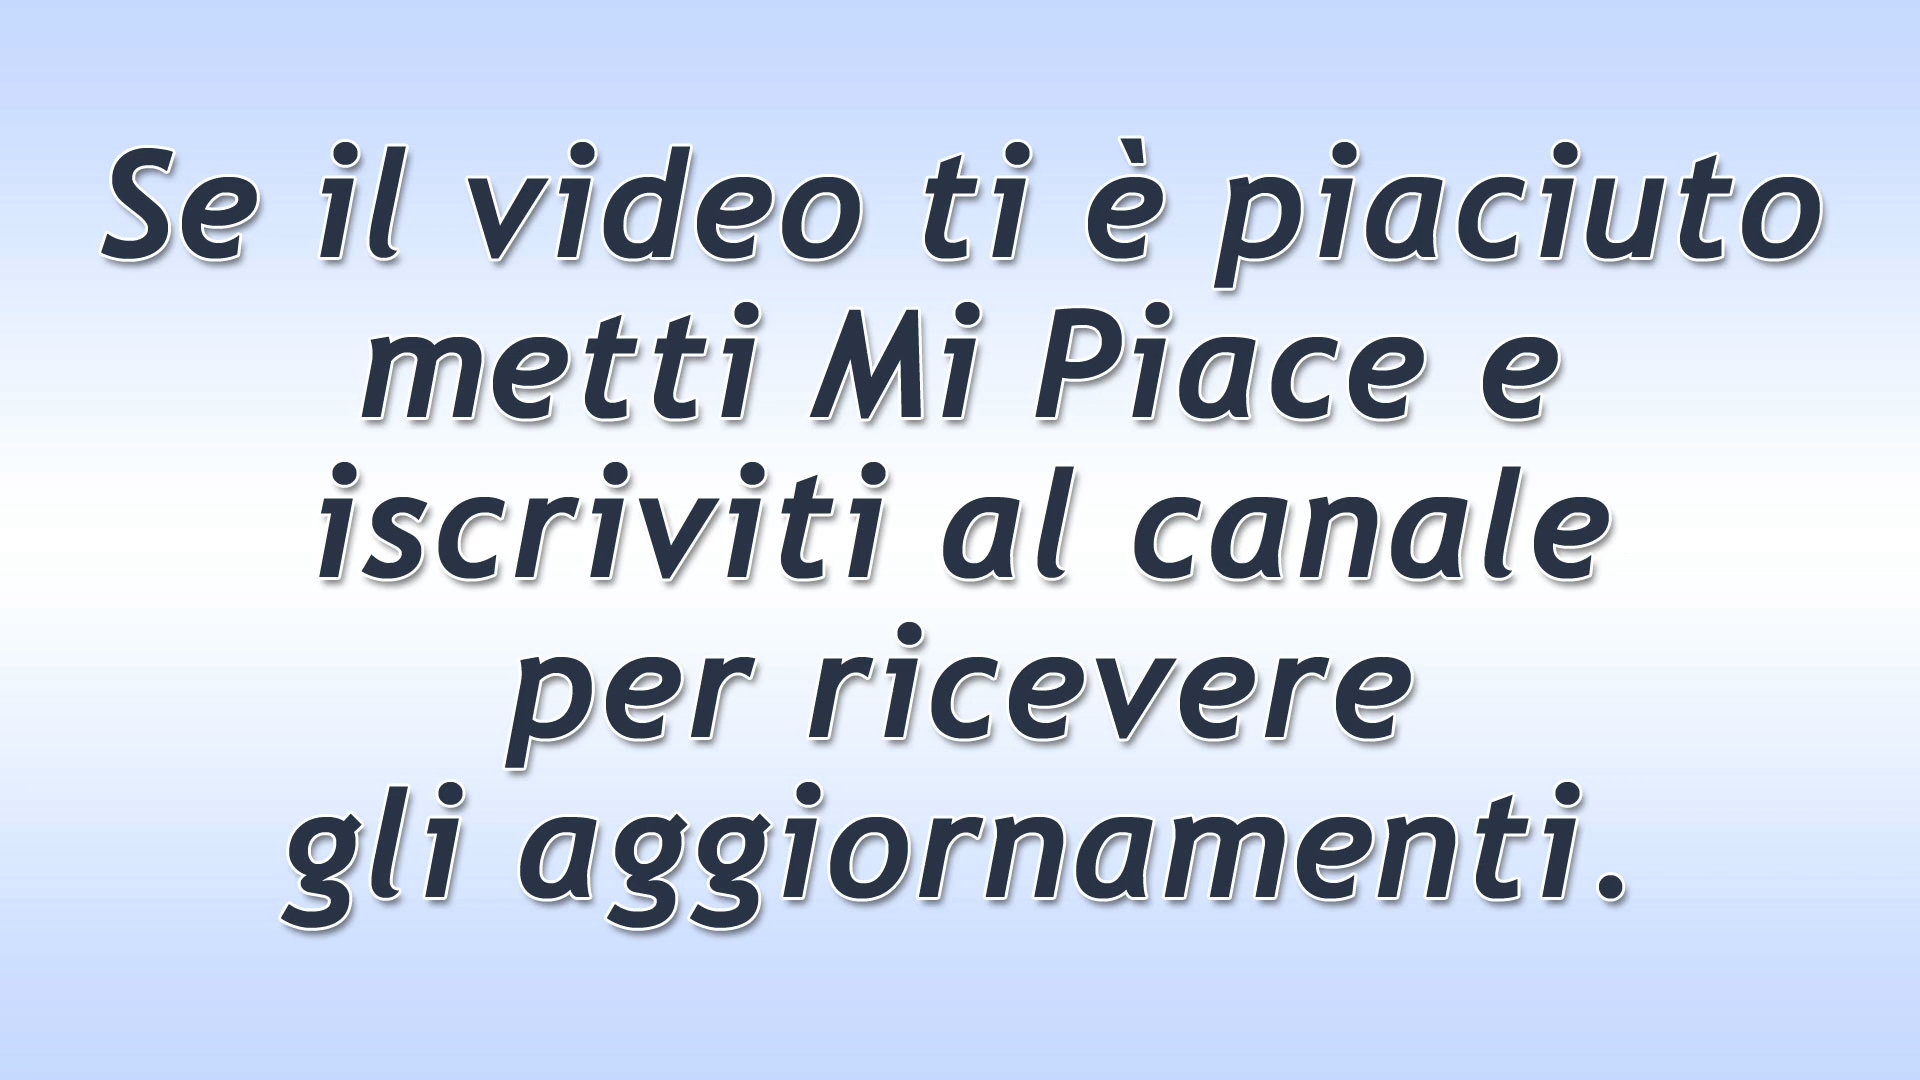 Se il video ti è piaciuto
metti Mi Piace e
iscriviti al canale
per ricevere
gli aggiornamenti.